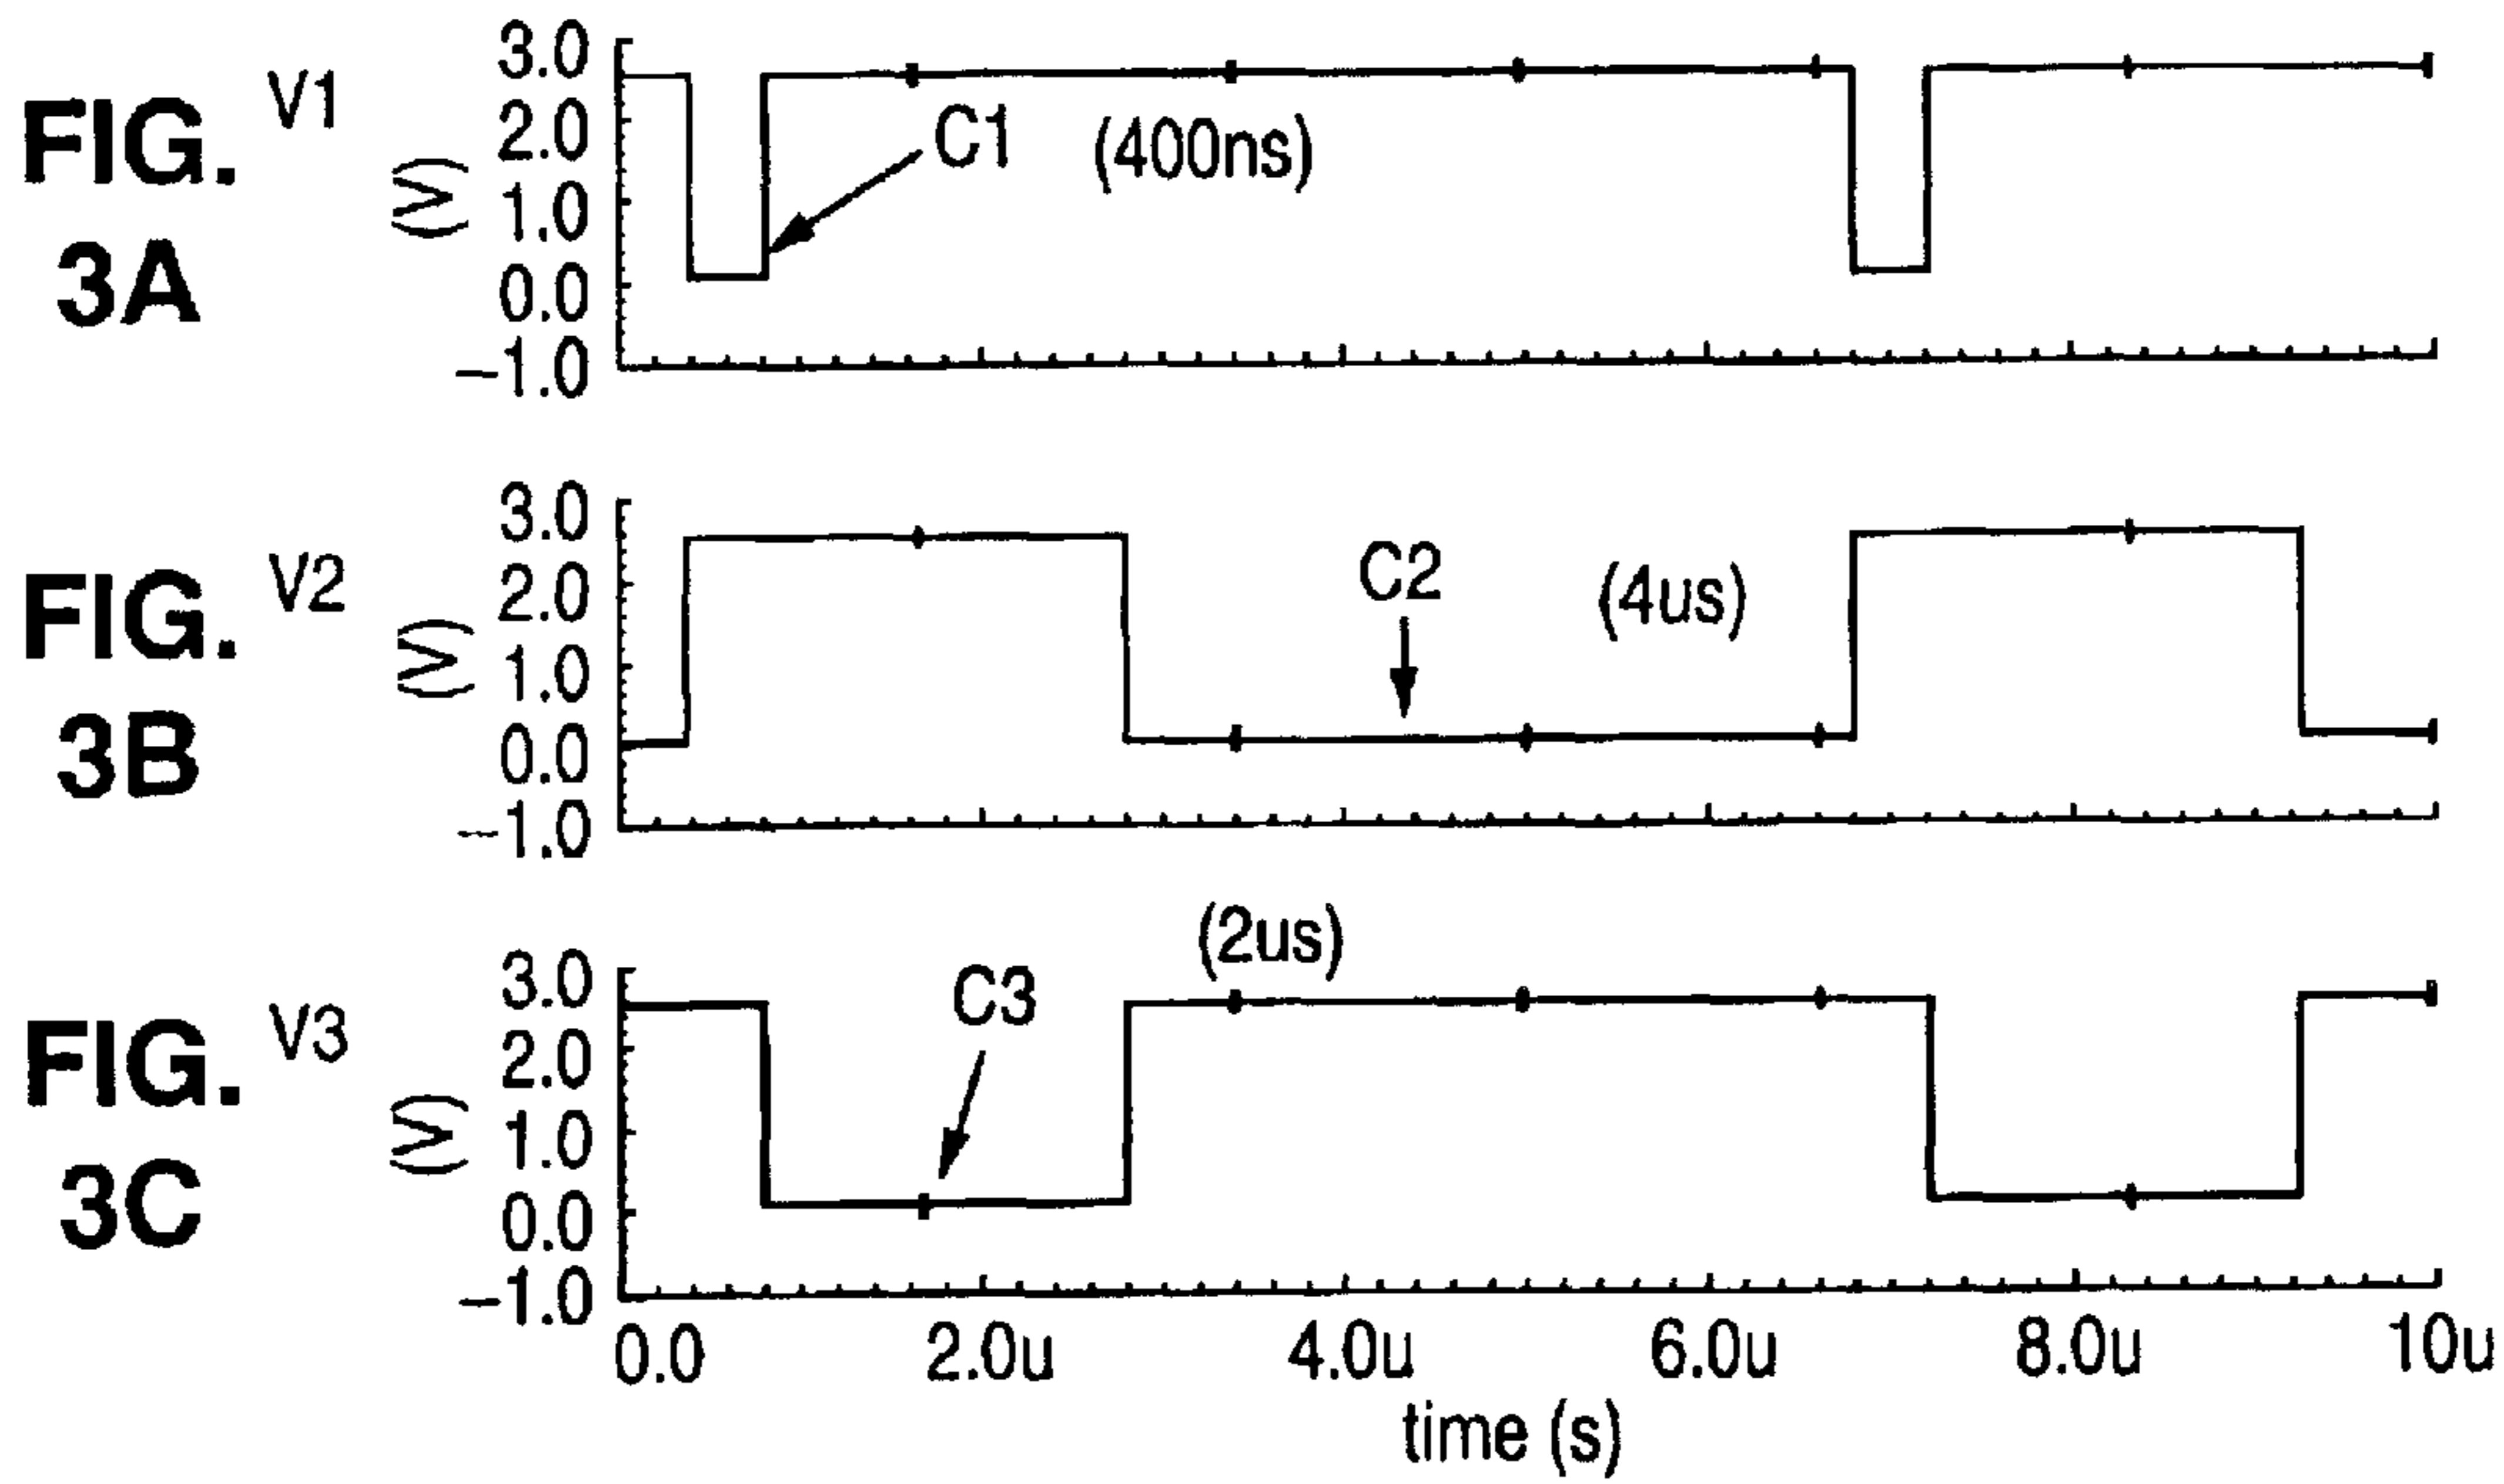 FIG. 3A
V1
(V)
3.0
2.0
1.0
0.0
–1.0
C1 (400ns)
FIG. 3B
V2
(V)
3.0
2.0
1.0
0.0
–1.0
C2 (4us)
FIG. 3C
V3
(V)
3.0
2.0
1.0
0.0
–1.0
(2us)
C3
0.0 2.0u 4.0u 6.0u 8.0u 10u
time (s)